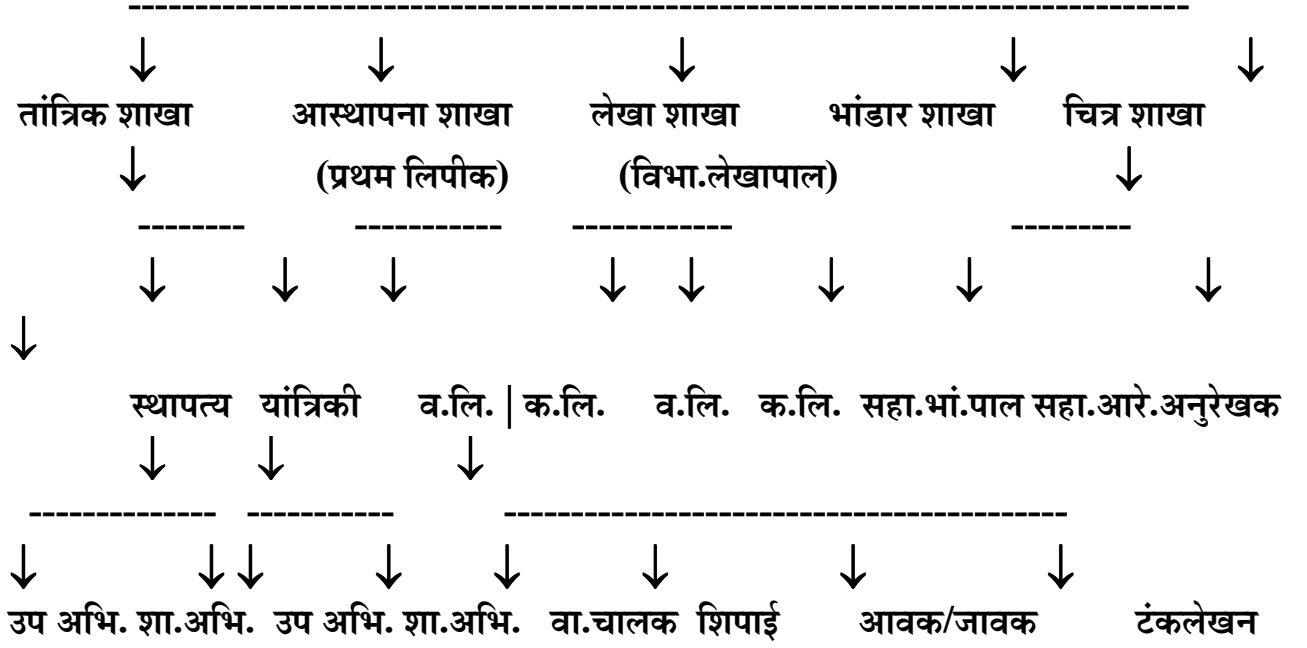 तांत्रिक शाखा आस्थापना शाखा लेखा शाखा भांडार शाखा चित्र शाखा
(प्रथम लिपीक) (विभा.लेखापाल)
स्थापत्य यांत्रिकी व.लि. | क.लि. व.लि. क.लि. सहा.भां.पाल सहा.आरे.अनुरेखक
उप अभि. शा.अभि. उप अभि. शा.अभि. वा.चालक शिपाई आवक/जावक टंकलेखन